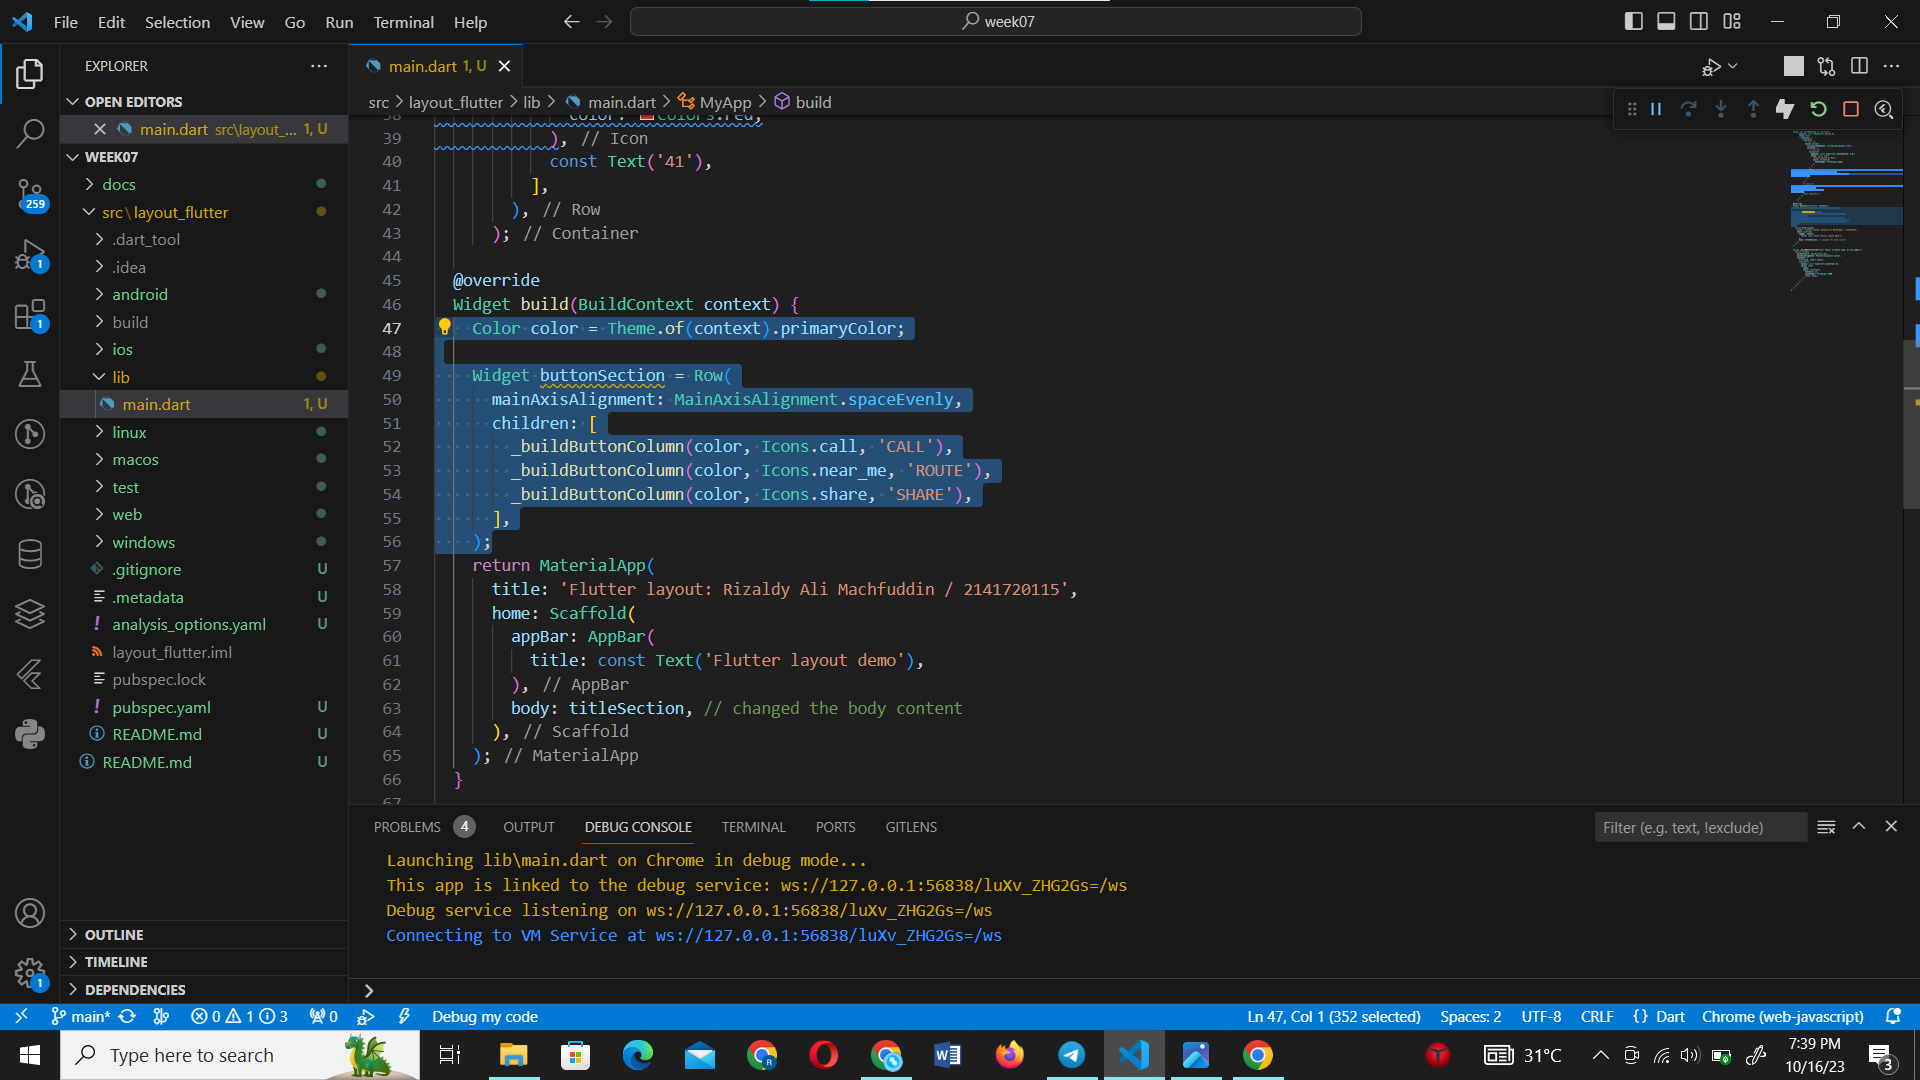 File Edit Selection View Go Run Terminal Help
week07
EXPLORER
OPEN EDITORS
main.dart src\layout_... 1, U
WEEK07
docs
src\layout_flutter
.dart_tool
.idea
android
build
ios
lib
main.dart 1, U
linux
macos
test
web
windows
.gitignore U
.metadata U
analysis_options.yaml U
layout_flutter.iml
pubspec.lock
pubspec.yaml U
README.md U
README.md U
OUTLINE
TIMELINE
DEPENDENCIES
259
1
1
1
main.dart 1, U
src > layout_flutter > lib > main.dart > MyApp > build
38 color: Colors.red,
39 ), // Icon
40 const Text('41'),
41 ],
42 ), // Row
43 ); // Container
44
45 @override
46 Widget build(BuildContext context) {
47 Color color = Theme.of(context).primaryColor;
48
49 Widget buttonSection = Row(
50 mainAxisAlignment: MainAxisAlignment.spaceEvenly,
51 children: [
52 _buildButtonColumn(color, Icons.call, 'CALL'),
53 _buildButtonColumn(color, Icons.near_me, 'ROUTE'),
54 _buildButtonColumn(color, Icons.share, 'SHARE'),
55 ],
56 );
57 return MaterialApp(
58 title: 'Flutter layout: Rizaldy Ali Machfuddin / 2141720115',
59 home: Scaffold(
60 appBar: AppBar(
61 title: const Text('Flutter layout demo'),
62 ), // AppBar
63 body: titleSection, // changed the body content
64 ), // Scaffold
65 ); // MaterialApp
66 }
67
PROBLEMS 4 OUTPUT DEBUG CONSOLE TERMINAL PORTS GITLENS
Filter (e.g. text, !exclude)
Launching lib\main.dart on Chrome in debug mode...
This app is linked to the debug service: ws://127.0.0.1:56838/luXv_ZHG2Gs=/ws
Debug service listening on ws://127.0.0.1:56838/luXv_ZHG2Gs=/ws
Connecting to VM Service at ws://127.0.0.1:56838/luXv_ZHG2Gs=/ws
main* 0 1 3 0 Debug my code
Ln 47, Col 1 (352 selected) Spaces: 2 UTF-8 CRLF {} Dart Chrome (web-javascript)
Type here to search
31°C
7:39 PM
10/16/23
3